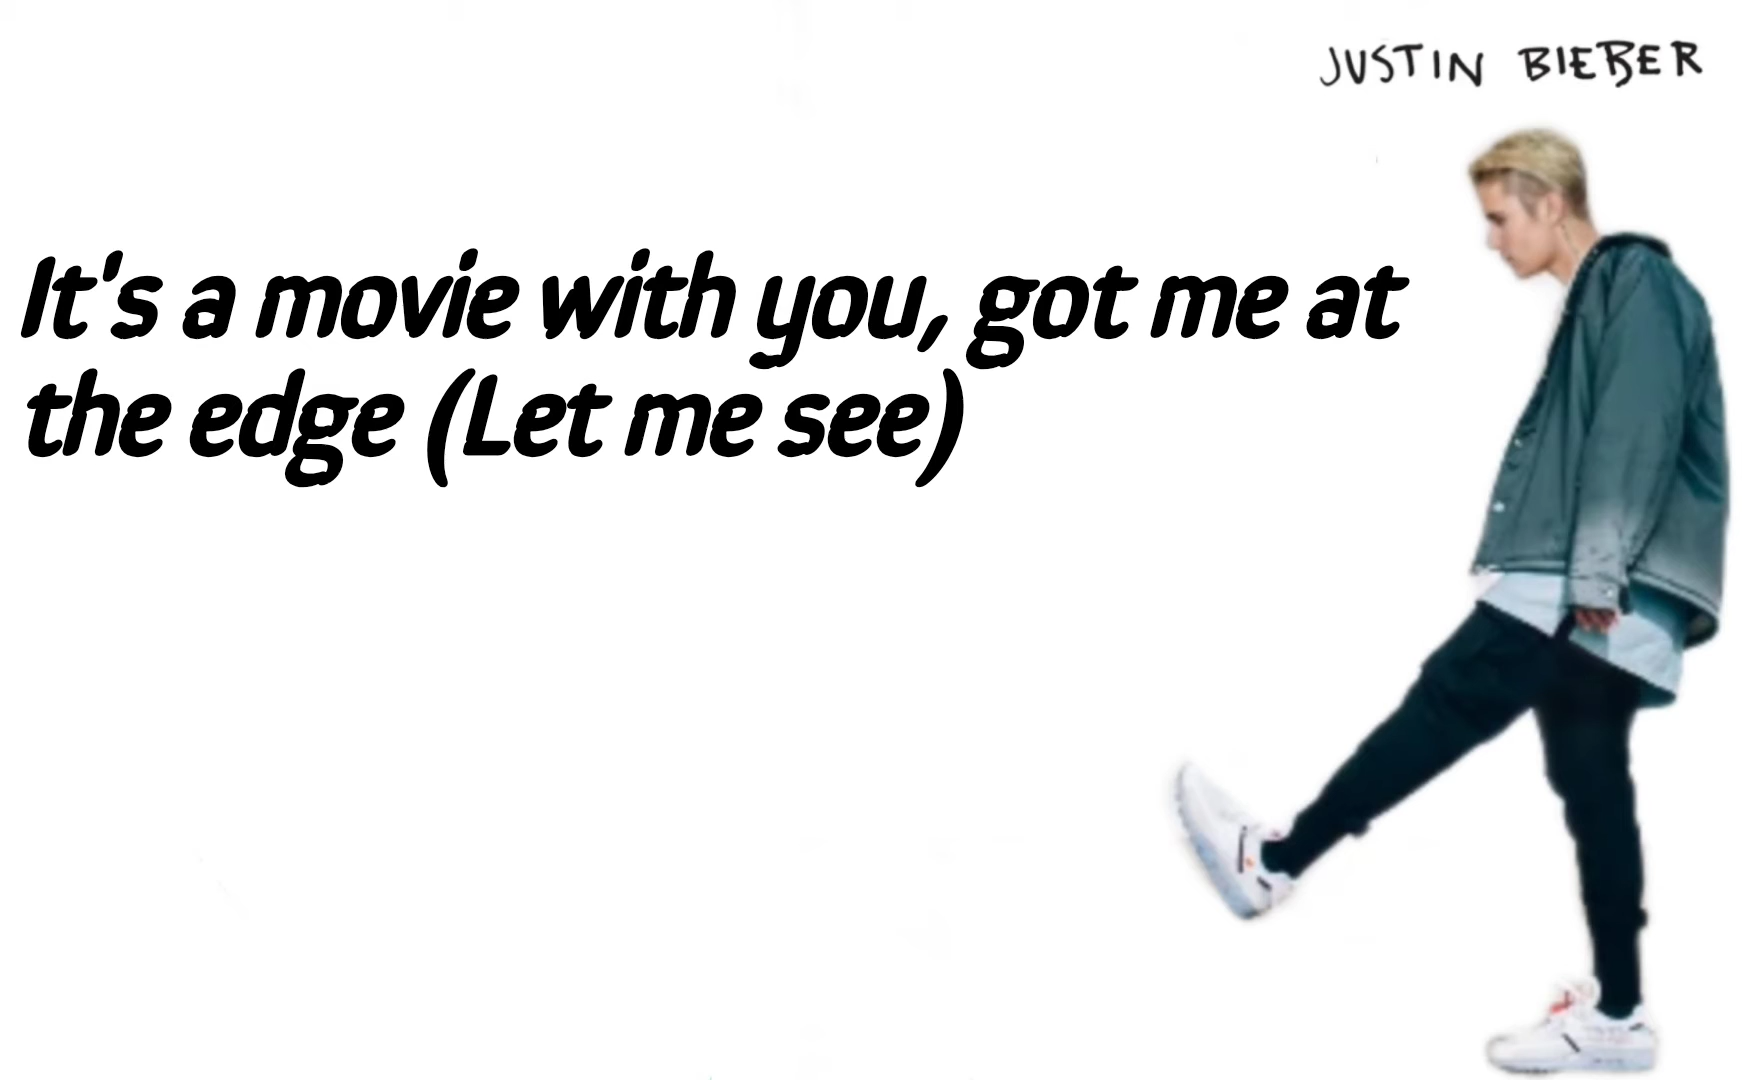 JUSTIN BIEBER
It's a movie with you, got me at
the edge (Let me see)